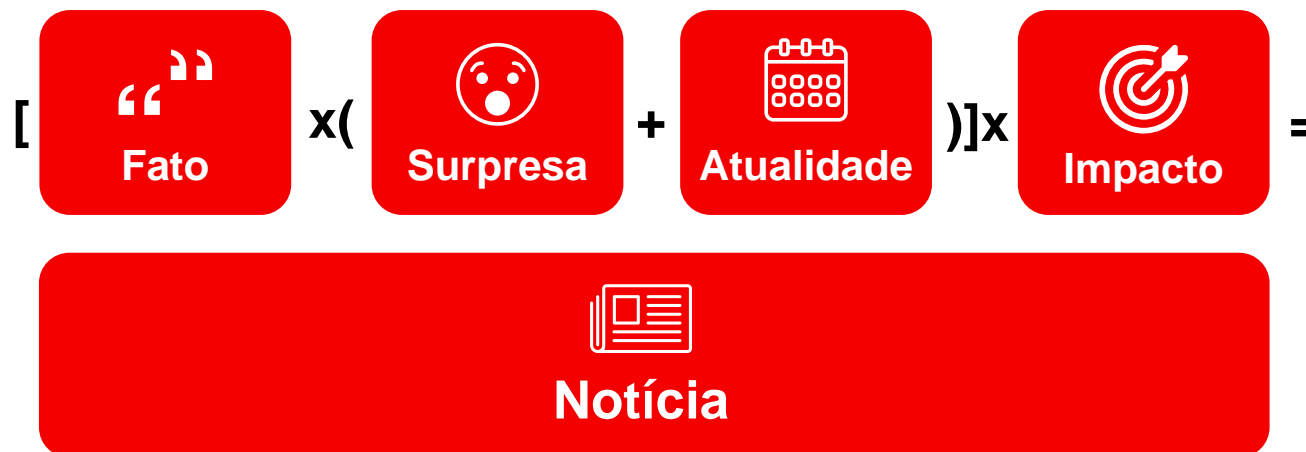 [ Fato x( Surpresa + Atualidade )]x Impacto =
Notícia